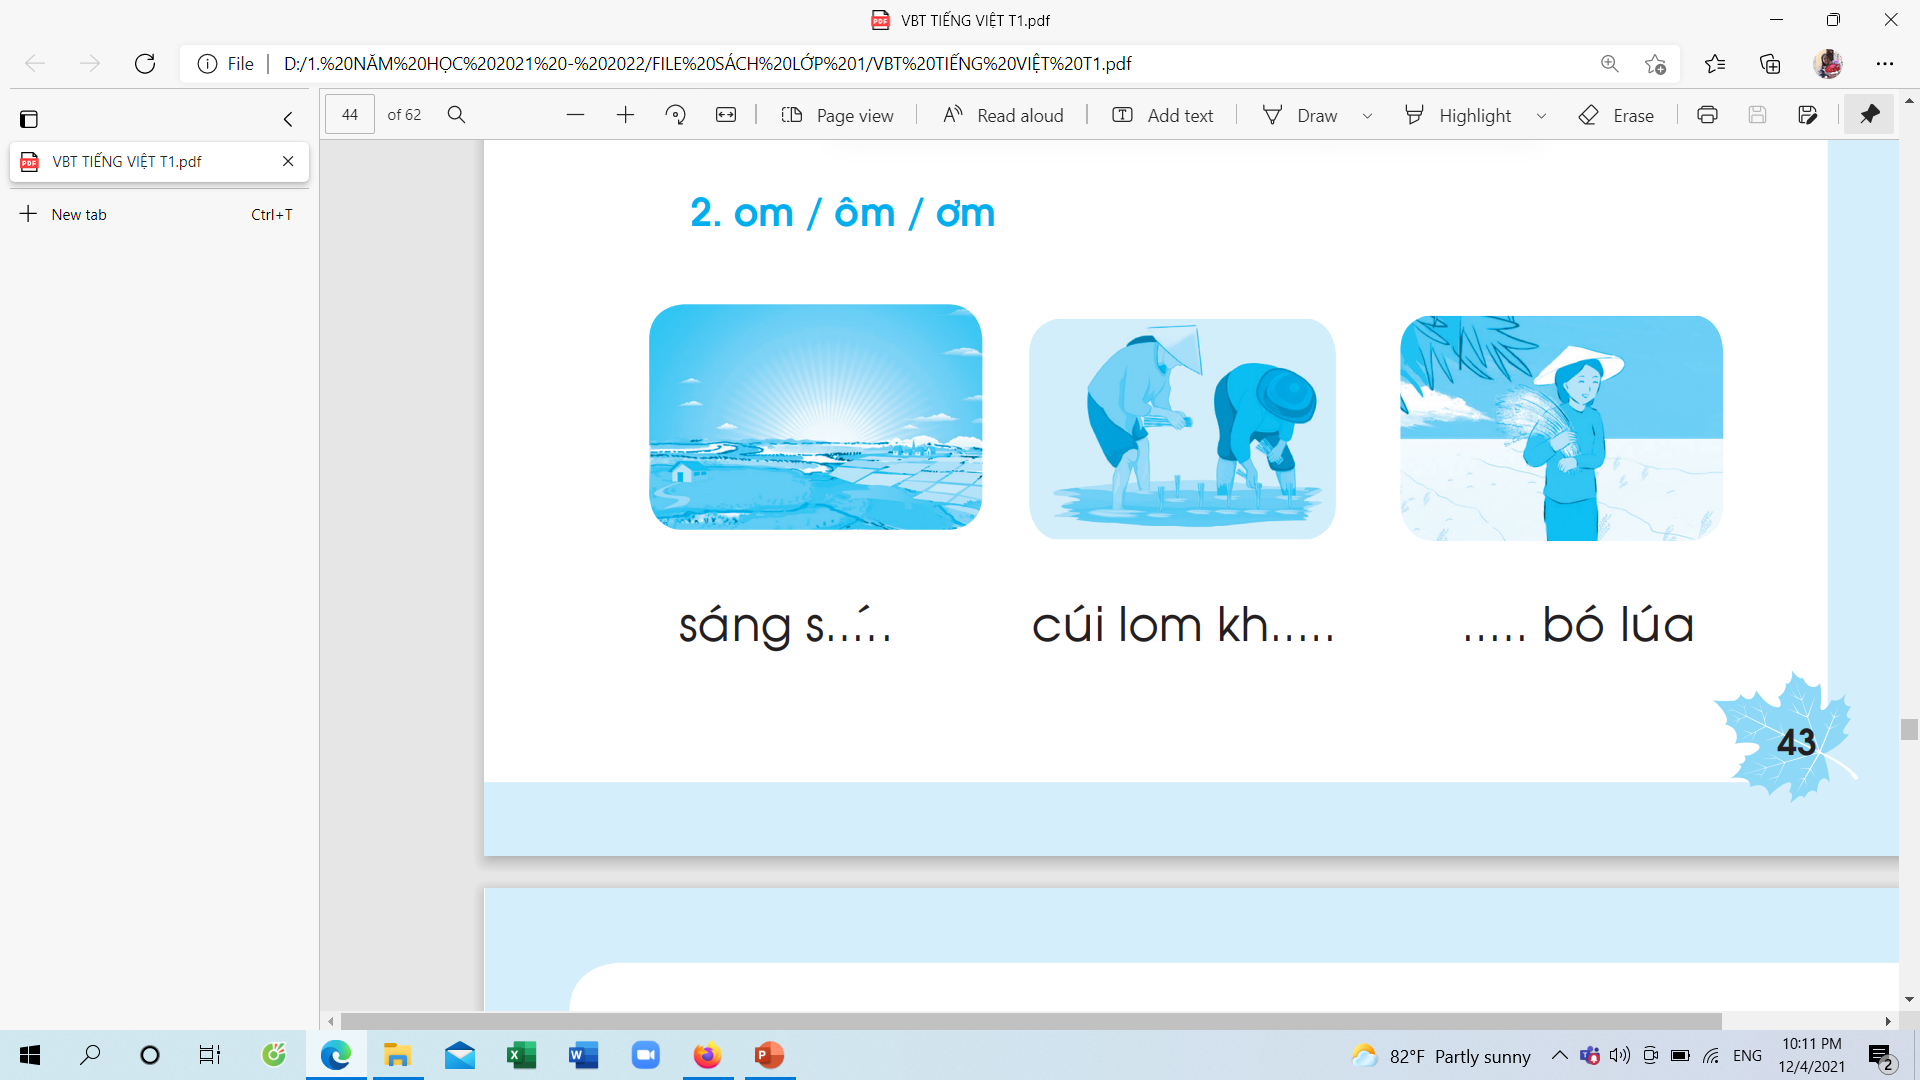 VBT TIẾNG VIỆT T1.pdf
File | D:/1.%20NĂM%20HỌC%202021%20-%202022/FILE%20SÁCH%20LỚP%201/VBT%20TIẾNG%20VIỆT%20T1.pdf
44 of 62 Page view Read aloud Add text Draw Highlight Erase
VBT TIẾNG VIỆT T1.pdf
New tab Ctrl+T
2. om / ôm / ơm
sáng s..´... cúi lom kh..... ..... bó lúa
43
82°F Partly sunny ENG 10:11 PM 12/4/2021 2